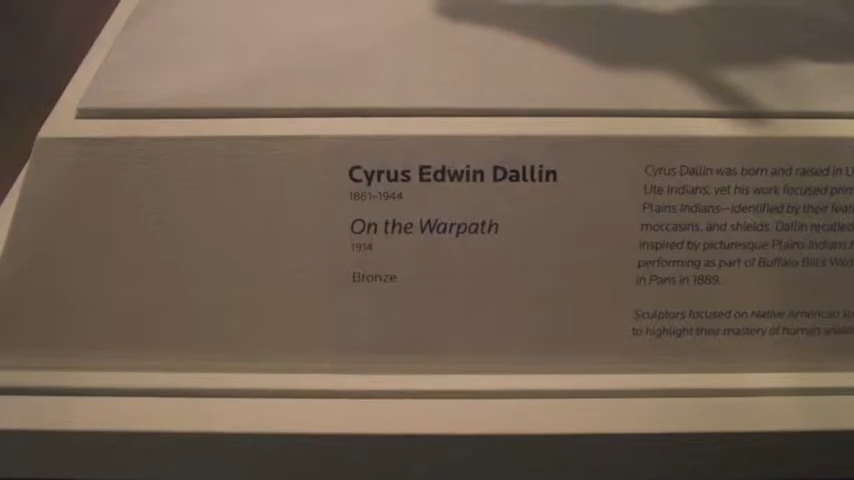 Cyrus Edwin Dallin
1861–1944
On the Warpath
1914
Bronze
Cyrus Dallin was born and raised in
Ute Indians; yet his work focused
Plains Indians—identified by their
moccasins, and shields. Dallin recalled
inspired by picturesque Plains Indians
performing as part of Buffalo Bill's
in Paris in 1889.
Sculptors focused on Native American
to highlight their mastery of human